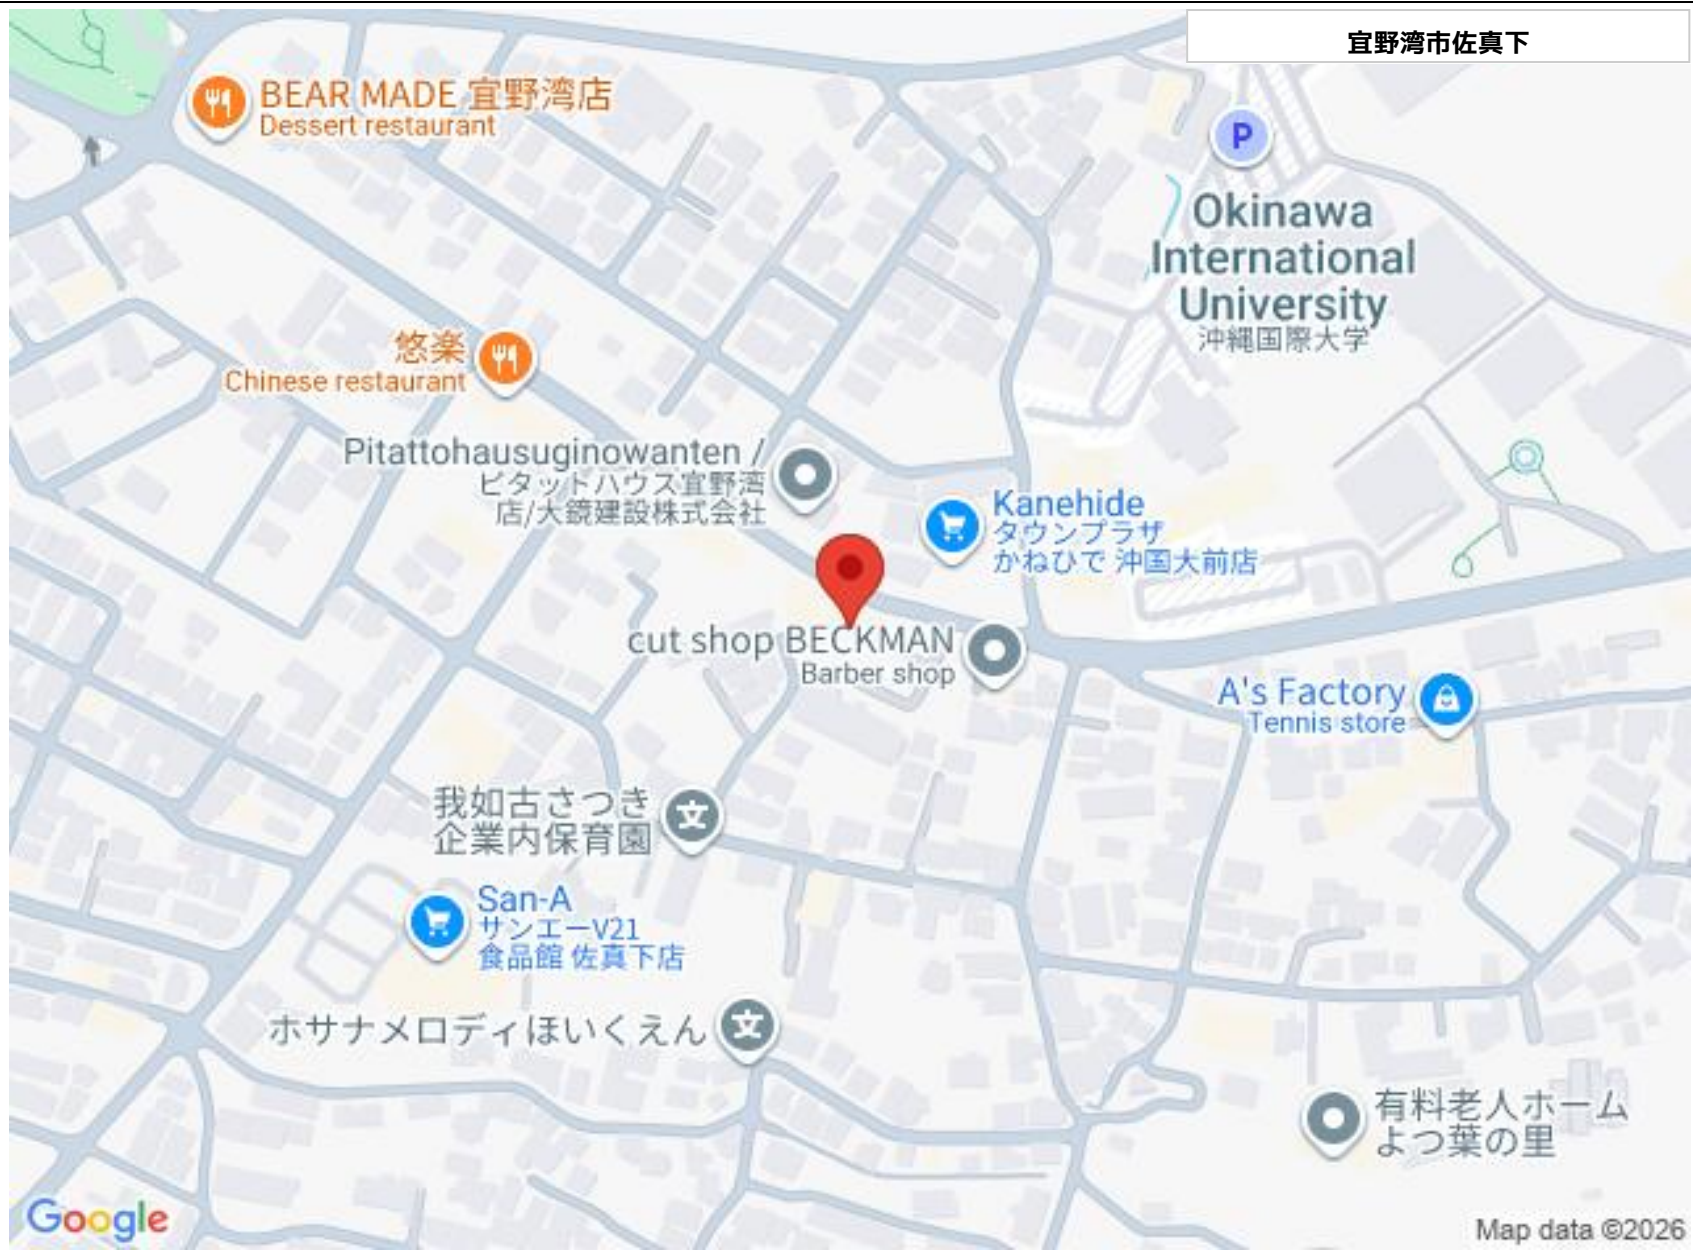 宜野湾市佐真下
BEAR MADE 宜野湾店
Dessert restaurant
P
Okinawa
International
University
沖縄国際大学
悠楽
Chinese restaurant
Pitattohausuginowanten /
ピタットハウス宜野湾
店/大鏡建設株式会社
Kanehide
タウンプラザ
かねひで 沖国大前店
cut shop BECKMAN
Barber shop
A's Factory
Tennis store
我如古さつき
企業内保育園
文
San-A
サンエーV21
食品館 佐真下店
ホサナメロディほいくえん
文
有料老人ホーム
よつ葉の里
Google
Map data ©2026